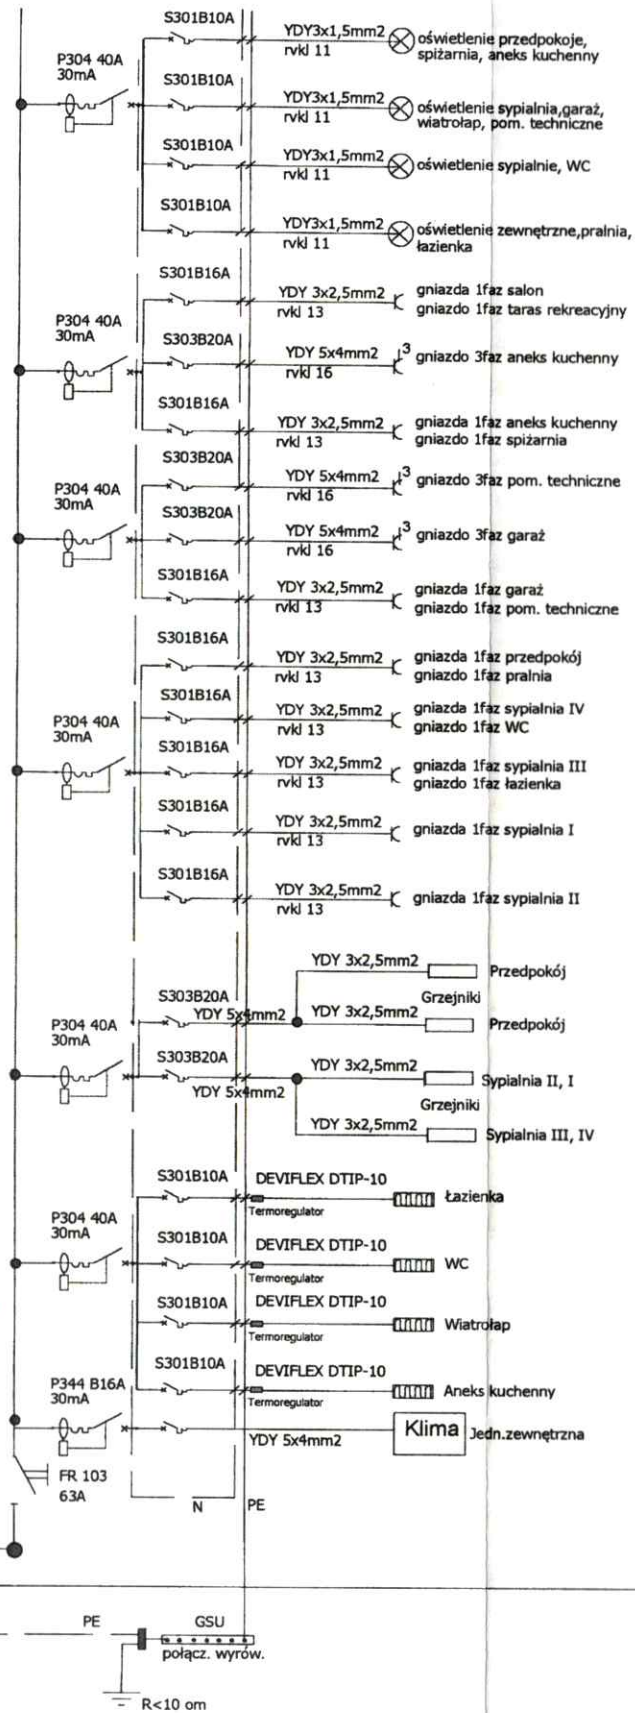 S301B10A
YDY3x1,5mm2
rvkl 11
oświetlenie przedpokoje,
spiżarnia, aneks kuchenny
P304 40A
30mA
S301B10A
YDY3x1,5mm2
rvkl 11
oświetlenie sypialnia,garaż,
wiatrołap, pom. techniczne
S301B10A
YDY3x1,5mm2
rvkl 11
oświetlenie sypialnie, WC
S301B10A
YDY3x1,5mm2
rvkl 11
oświetlenie zewnętrzne,pralnia,
łazienka
S301B16A
YDY 3x2,5mm2
rvkl 13
gniazda 1faz salon
gniazdo 1faz taras rekreacyjny
P304 40A
30mA
S303B20A
YDY 5x4mm2
rvkl 16
3
gniazdo 3faz aneks kuchenny
S301B16A
YDY 3x2,5mm2
rvkl 13
gniazda 1faz aneks kuchenny
gniazdo 1faz spiżarnia
S303B20A
YDY 5x4mm2
rvkl 16
3
gniazdo 3faz pom. techniczne
P304 40A
30mA
S303B20A
YDY 5x4mm2
rvkl 16
3
gniazdo 3faz garaż
S301B16A
YDY 3x2,5mm2
rvkl 13
gniazda 1faz garaż
gniazdo 1faz pom. techniczne
S301B16A
YDY 3x2,5mm2
rvkl 13
gniazda 1faz przedpokój
gniazdo 1faz pralnia
S301B16A
YDY 3x2,5mm2
rvkl 13
gniazda 1faz sypialnia IV
gniazdo 1faz WC
P304 40A
30mA
S301B16A
YDY 3x2,5mm2
rvkl 13
gniazda 1faz sypialnia III
gniazdo 1faz łazienka
S301B16A
YDY 3x2,5mm2
rvkl 13
gniazda 1faz sypialnia I
S301B16A
YDY 3x2,5mm2
rvkl 13
gniazda 1faz sypialnia II
YDY 3x2,5mm2
Przedpokój
Grzejniki
S303B20A
YDY 5x4mm2
YDY 3x2,5mm2
Przedpokój
P304 40A
30mA
S303B20A
YDY 5x4mm2
YDY 3x2,5mm2
Sypialnia II, I
Grzejniki
YDY 3x2,5mm2
Sypialnia III, IV
S301B10A
DEVIFLEX DTIP-10
Termoregulator
Łazienka
P304 40A
30mA
S301B10A
DEVIFLEX DTIP-10
Termoregulator
WC
S301B10A
DEVIFLEX DTIP-10
Termoregulator
Wiatrołap
S301B10A
DEVIFLEX DTIP-10
Termoregulator
Aneks kuchenny
P344 B16A
30mA
YDY 5x4mm2
Klima
Jedn.zewnętrzna
FR 103
63A
N
PE
PE
GSU
połącz. wyrów.
R<10 om